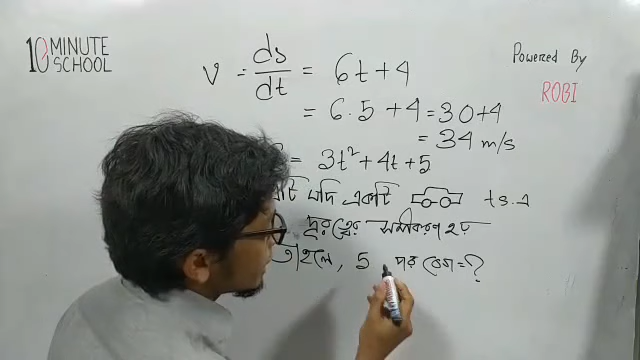 10 MINUTE SCHOOL
Powered By
ROBI
v = ds/dt = 6t + 4
= 6.5 + 4 = 30 + 4
= 34 m/s
= 3t² + 4t + 5
যদি একটি t s এ
দূরত্বের সমীকরণ হয়
তাহলে, 5 পর বেগ = ?